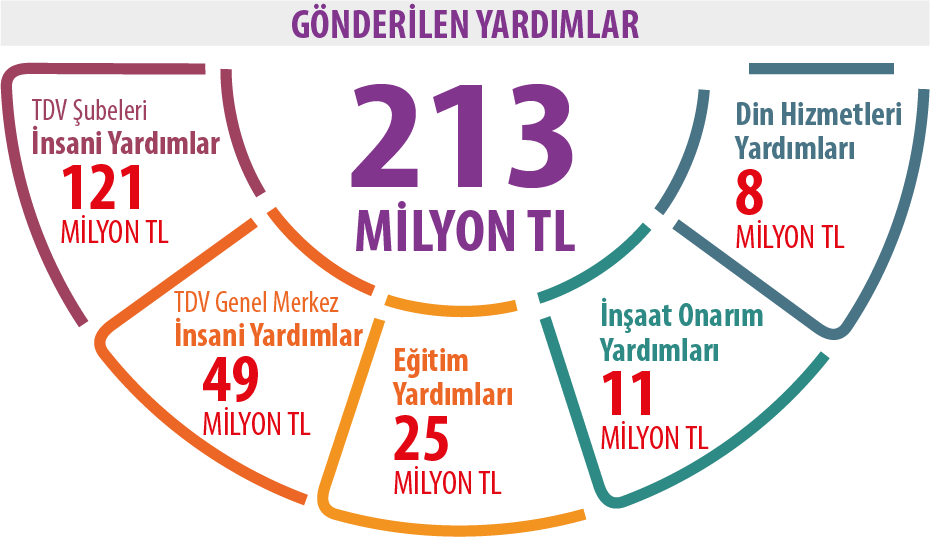 GÖNDERİLEN YARDIMLAR
213
MİLYON TL
TDV Şubeleri
İnsani Yardımlar
121
MİLYON TL
TDV Genel Merkez
İnsani Yardımlar
49
MİLYON TL
Eğitim
Yardımları
25
MİLYON TL
İnşaat Onarım
Yardımları
11
MİLYON TL
Din Hizmetleri
Yardımları
8
MİLYON TL